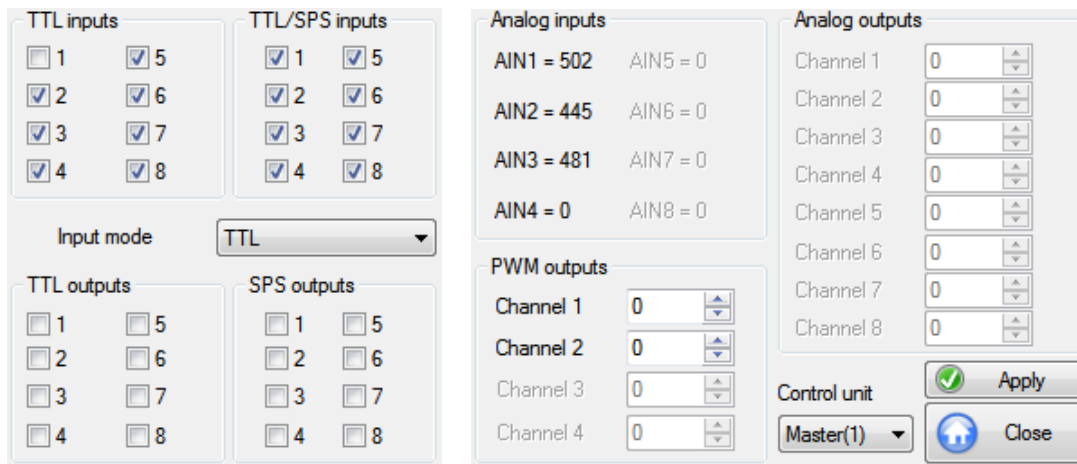 TTL inputs
1 5
2 6
3 7
4 8
TTL/SPS inputs
1 5
2 6
3 7
4 8
Input mode TTL
TTL outputs
1 5
2 6
3 7
4 8
SPS outputs
1 5
2 6
3 7
4 8
Analog inputs
AIN1 = 502 AIN5 = 0
AIN2 = 445 AIN6 = 0
AIN3 = 481 AIN7 = 0
AIN4 = 0 AIN8 = 0
PWM outputs
Channel 1 0
Channel 2 0
Channel 3 0
Channel 4 0
Analog outputs
Channel 1 0
Channel 2 0
Channel 3 0
Channel 4 0
Channel 5 0
Channel 6 0
Channel 7 0
Channel 8 0
Control unit
Master(1)
Apply
Close